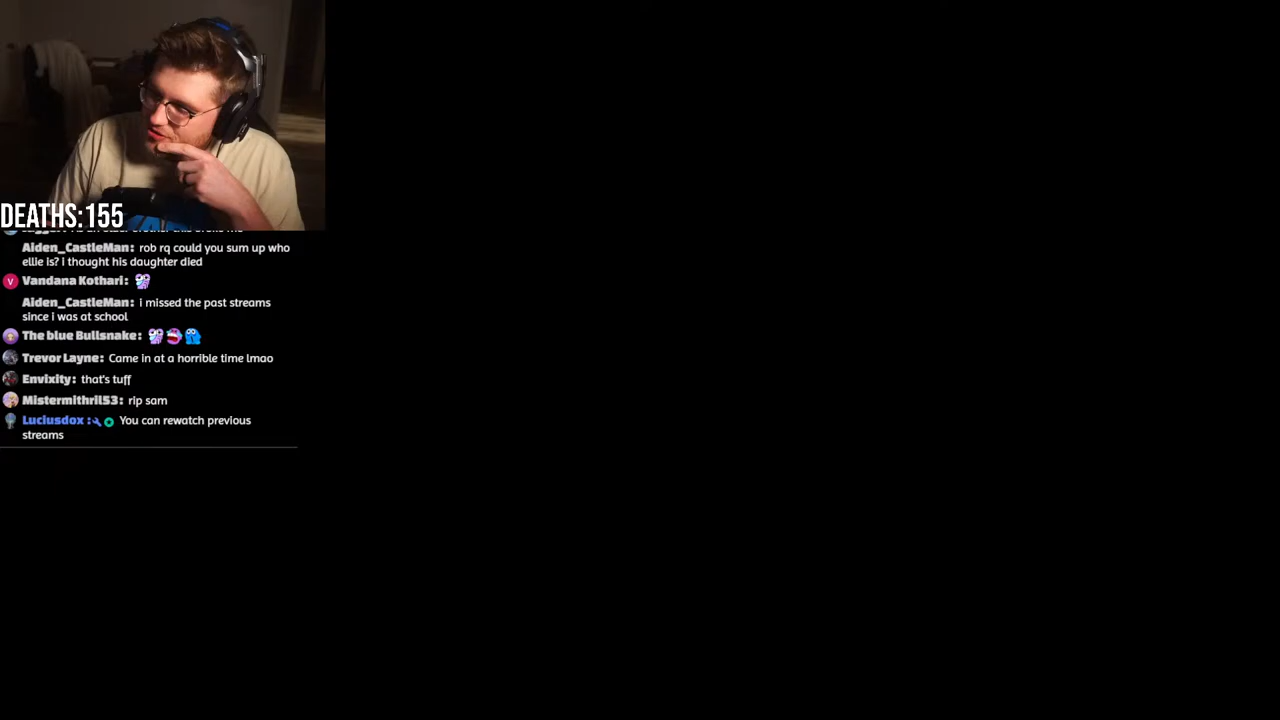 DEATHS:155
Aiden_CastleMan: rob rq could you sum up who
ellie is? i thought his daughter died
V Vandana Kothari:
Aiden_CastleMan: i missed the past streams
since i was at school
The blue Bullsnake:
Trevor Layne: Came in at a horrible time lmao
Envixity: that's tuff
Mistermithril53: rip sam
Luciusdox : You can rewatch previous
streams